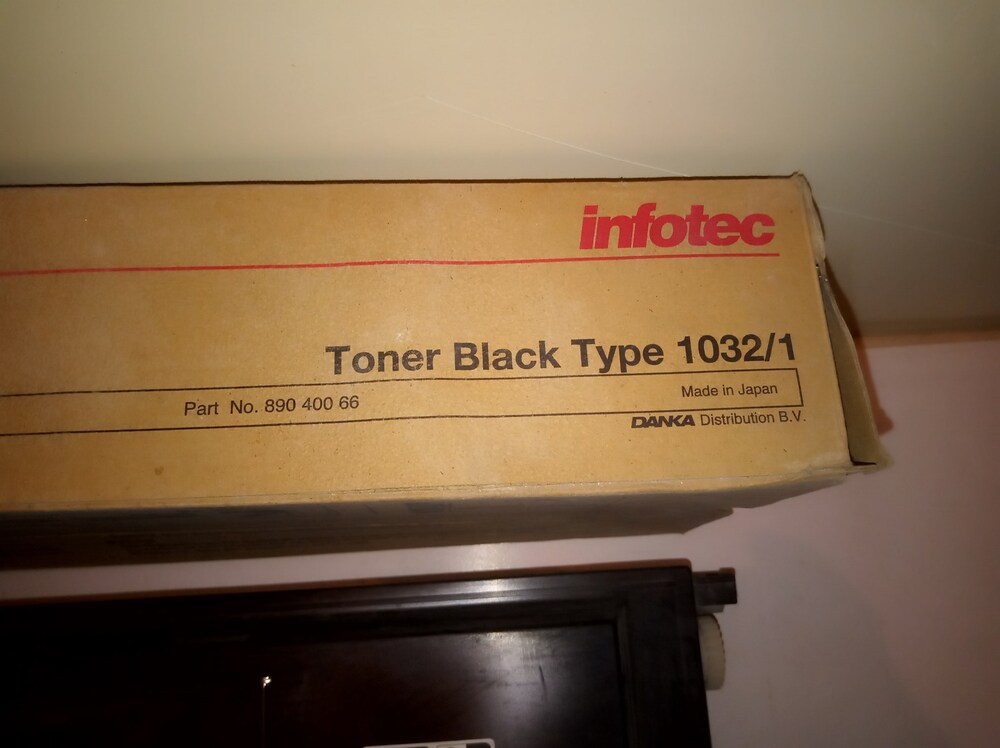 infotec
Toner Black Type 1032/1
Part No. 890 400 66
Made in Japan
DANKA Distribution B.V.